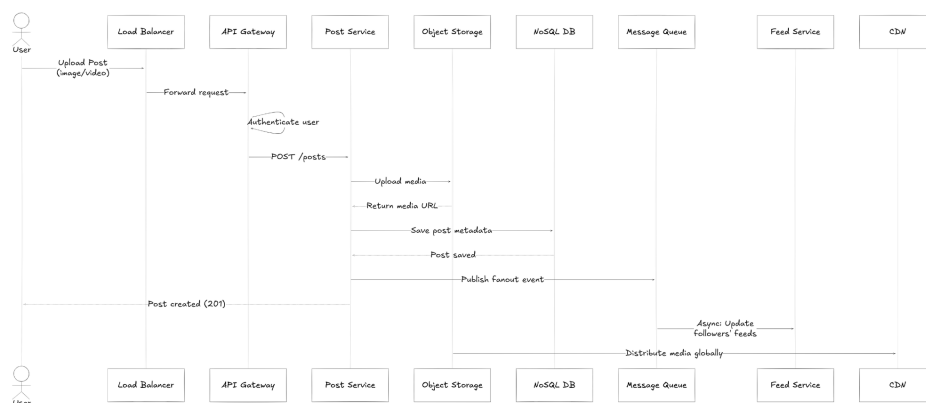 User
Load Balancer
API Gateway
Post Service
Object Storage
NoSQL DB
Message Queue
Feed Service
CDN
Upload Post
(image/video)
Forward request
Authenticate user
POST /posts
Upload media
Return media URL
Save post metadata
Post saved
Publish fanout event
Post created (201)
Async: Update
followers' feeds
Distribute media globally
User
Load Balancer
API Gateway
Post Service
Object Storage
NoSQL DB
Message Queue
Feed Service
CDN